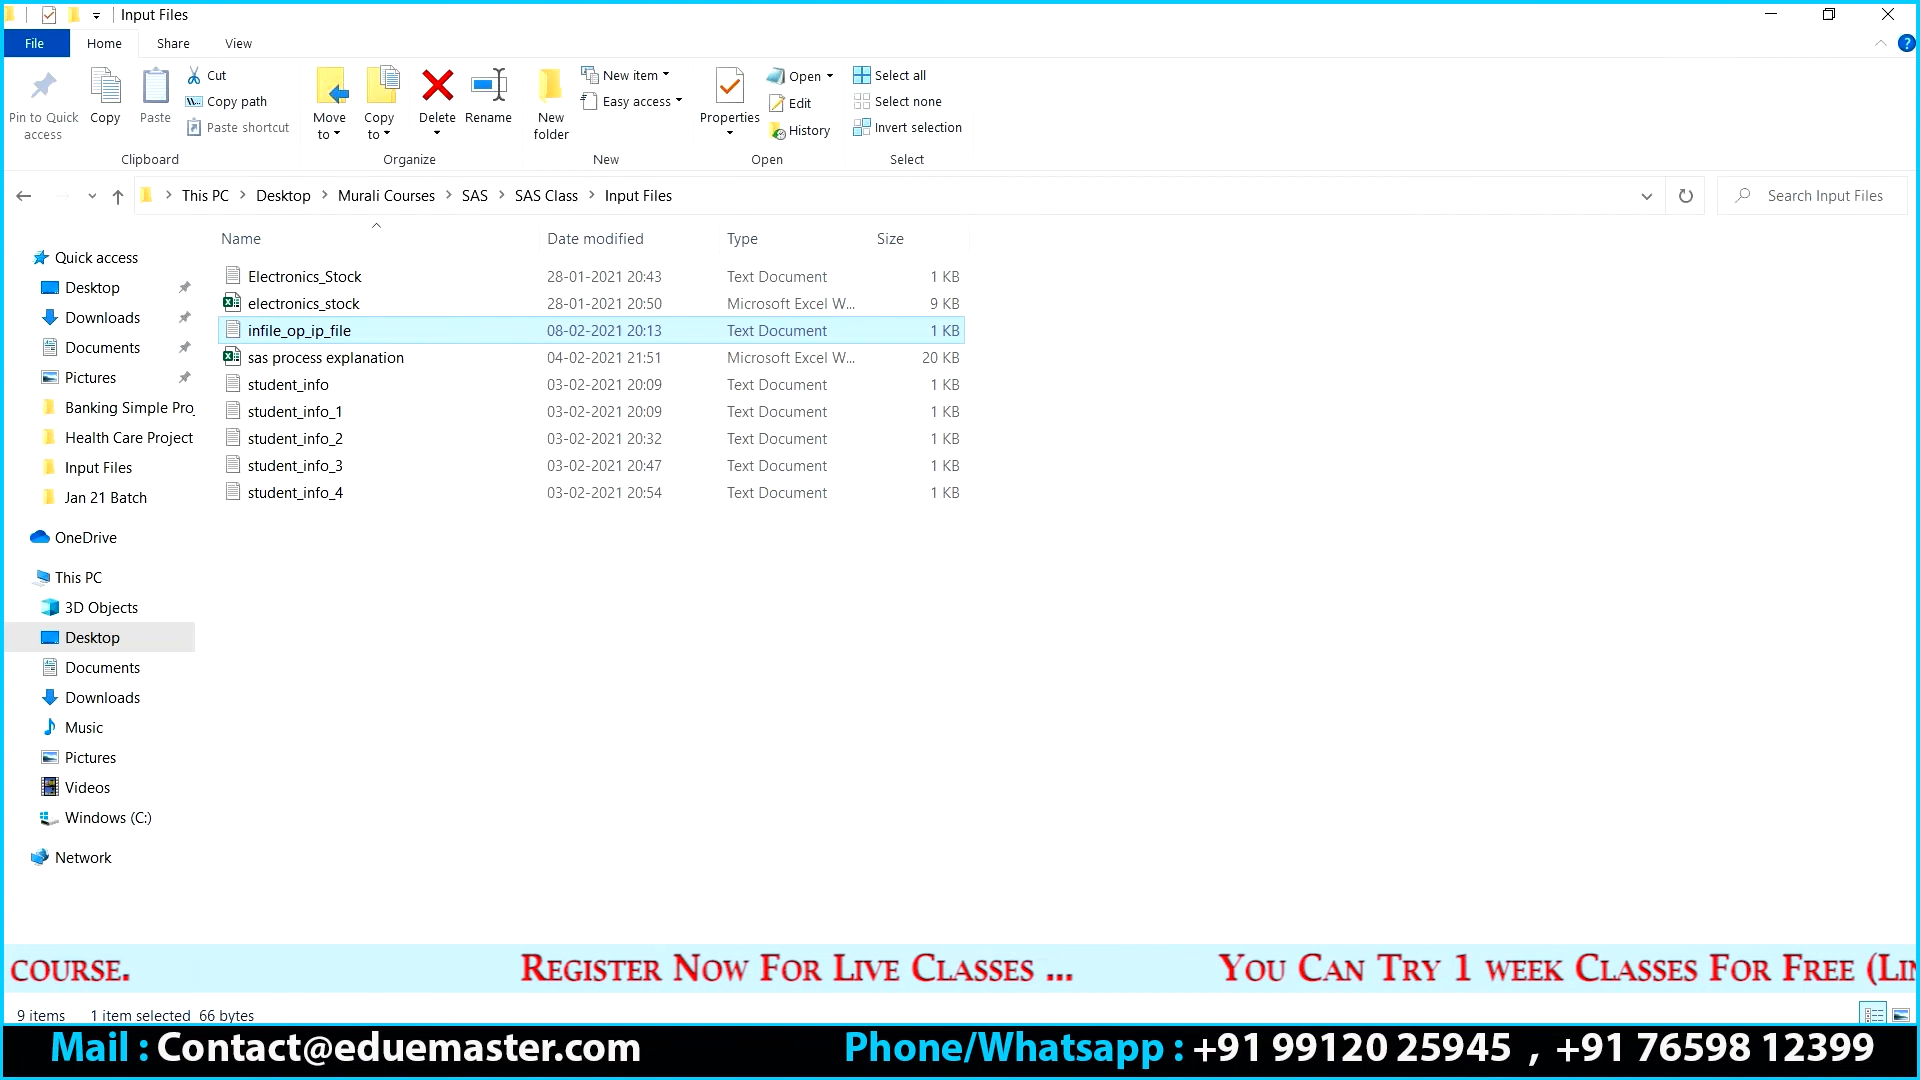 Input Files
File Home Share View
Pin to Quick access
Copy
Paste
Cut
Copy path
Paste shortcut
Clipboard
Move to
Copy to
Delete
Rename
Organize
New folder
New item
Easy access
New
Properties
Open
Edit
History
Open
Select all
Select none
Invert selection
Select
This PC > Desktop > Murali Courses > SAS > SAS Class > Input Files
Search Input Files
Name Date modified Type Size
Electronics_Stock 28-01-2021 20:43 Text Document 1 KB
electronics_stock 28-01-2021 20:50 Microsoft Excel W... 9 KB
infile_op_ip_file 08-02-2021 20:13 Text Document 1 KB
sas process explanation 04-02-2021 21:51 Microsoft Excel W... 20 KB
student_info 03-02-2021 20:09 Text Document 1 KB
student_info_1 03-02-2021 20:09 Text Document 1 KB
student_info_2 03-02-2021 20:32 Text Document 1 KB
student_info_3 03-02-2021 20:47 Text Document 1 KB
student_info_4 03-02-2021 20:54 Text Document 1 KB
Quick access
Desktop
Downloads
Documents
Pictures
Banking Simple Pro
Health Care Project
Input Files
Jan 21 Batch
OneDrive
This PC
3D Objects
Desktop
Documents
Downloads
Music
Pictures
Videos
Windows (C:)
Network
COURSE. REGISTER NOW FOR LIVE CLASSES ... YOU CAN TRY 1 WEEK CLASSES FOR FREE (LI
9 items 1 item selected 66 bytes
Mail : Contact@eduemaster.com Phone/Whatsapp : +91 99120 25945 , +91 76598 12399